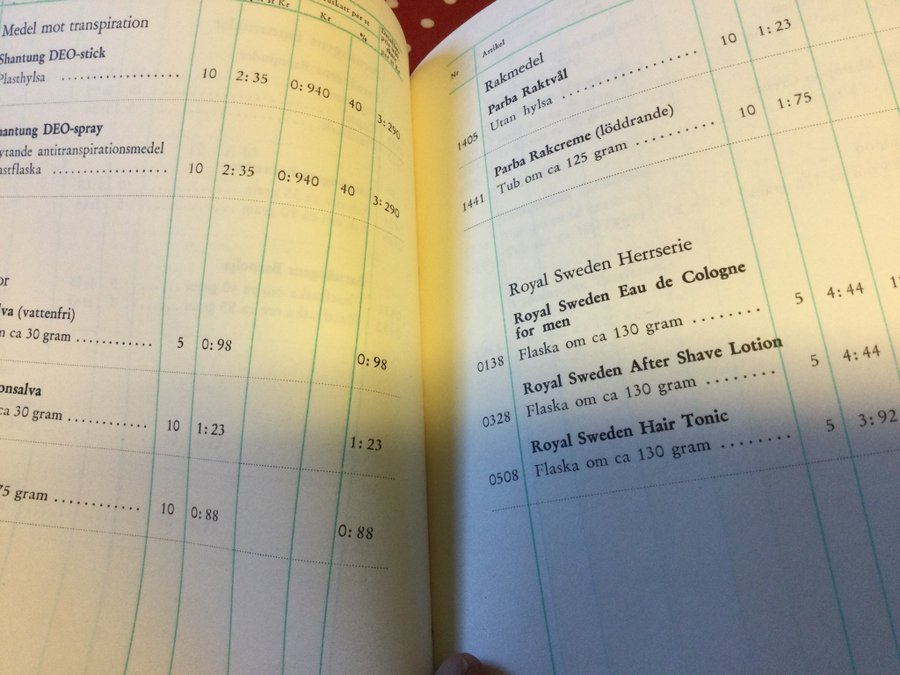 Kr
Kr
%
Medel mot transpiration
Shantung DEO-stick
Plasthylsa .................. 10 2:35 0:940 40 3:290
antung DEO-spray
ytande antitranspirationsmedel
astflaska .................. 10 2:35 0:940 40 3:290
or
lva (vattenfri)
m ca 30 gram ............ 5 0:98 0:98
onsalva
ca 30 gram ............ 10 1:23 1:23
75 gram ............ 10 0:88 0:88
Nr Artikel
Rakmedel
Parba Raktvål
1405 Utan hylsa .................. 10 1:23
Parba Rakcreme (löddrande)
1441 Tub om ca 125 gram .......... 10 1:75
Royal Sweden Herrserie
Royal Sweden Eau de Cologne
for men
0138 Flaska om ca 130 gram ........ 5 4:44
Royal Sweden After Shave Lotion
0328 Flaska om ca 130 gram ........ 5 4:44
Royal Sweden Hair Tonic
0508 Flaska om ca 130 gram ........ 5 3:92